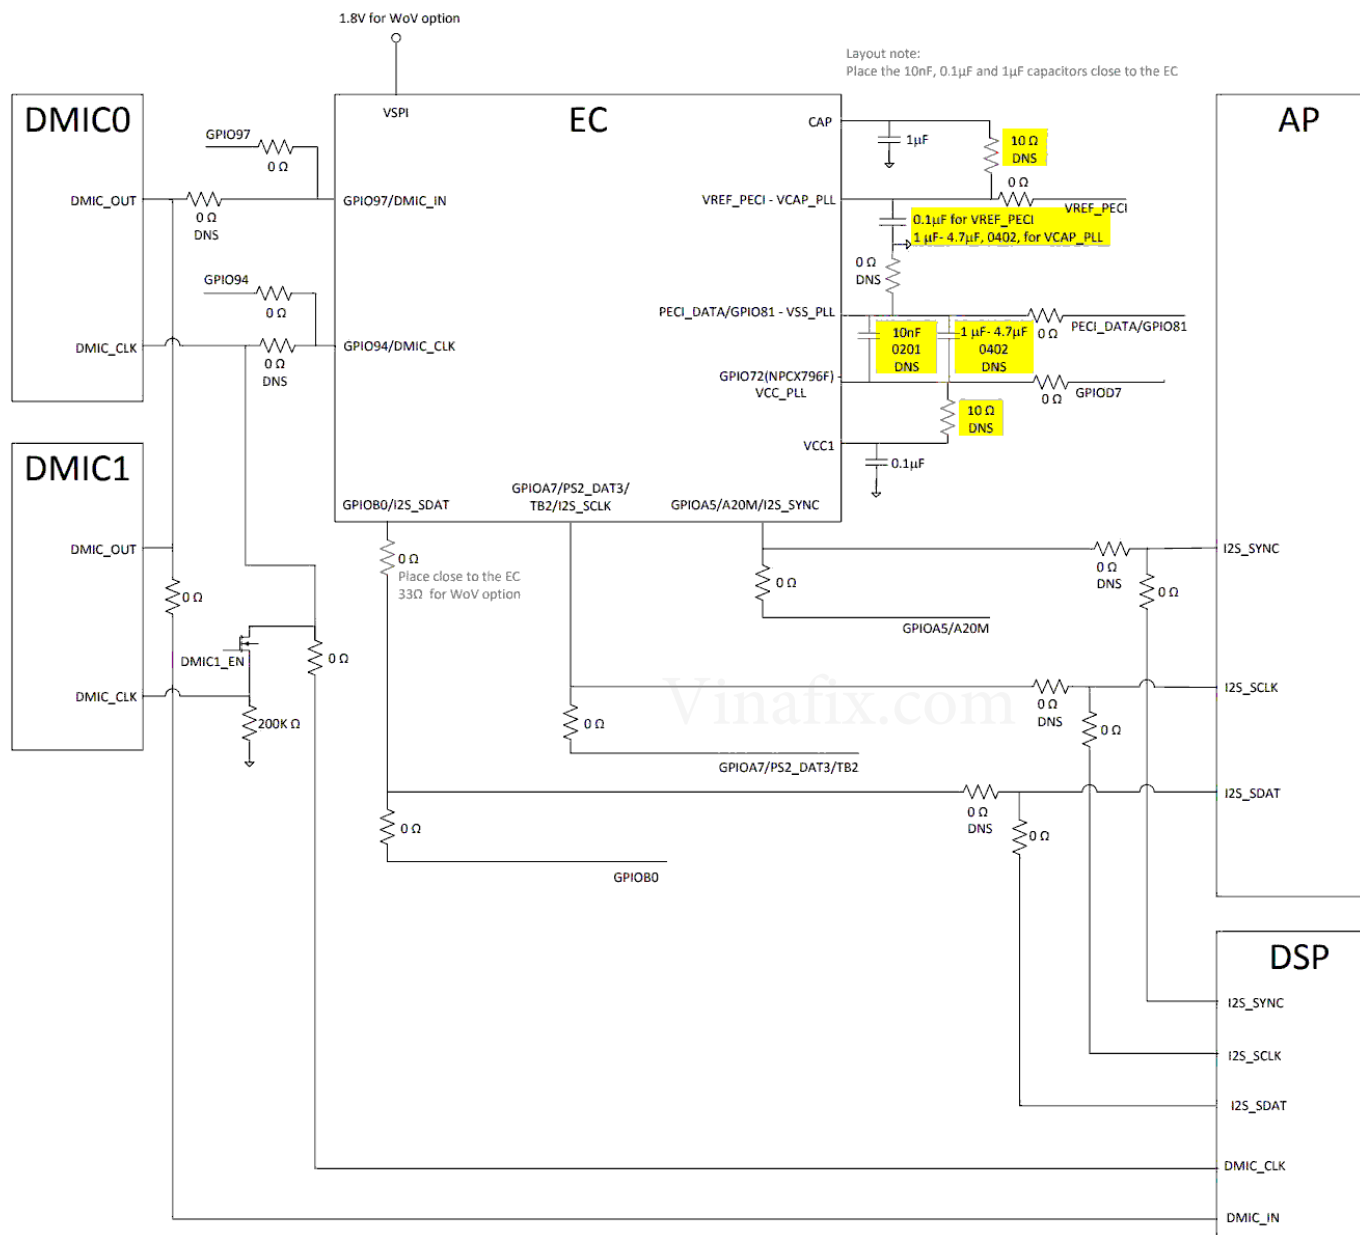 1.8V for WoV option
Layout note:
Place the 10nF, 0.1µF and 1µF capacitors close to the EC
DMIC0
EC
AP
VSPI
CAP
1µF
10 Ω
DNS
GPIO97
0 Ω
DMIC_OUT
0 Ω
DNS
GPIO97/DMIC_IN
VREF_PECI - VCAP_PLL
0 Ω
VREF_PECI
0.1µF for VREF_PECI
1 µF- 4.7µF, 0402, for VCAP_PLL
0 Ω
DNS
GPIO94
0 Ω
PECI_DATA/GPIO81 - VSS_PLL
0 Ω
PECI_DATA/GPIO81
DMIC_CLK
0 Ω
DNS
GPIO94/DMIC_CLK
10nF
0201
DNS
1 µF- 4.7µF
0402
DNS
GPIO72(NPCX796F) -
VCC_PLL
0 Ω
GPIOD7
10 Ω
DNS
VCC1
0.1µF
DMIC1
GPIOB0/I2S_SDAT
GPIOA7/PS2_DAT3/
TB2/I2S_SCLK
GPIOA5/A20M/I2S_SYNC
DMIC_OUT
0 Ω
0 Ω
Place close to the EC
33Ω for WoV option
0 Ω
GPIOA5/A20M
0 Ω
DNS
0 Ω
I2S_SYNC
DMIC1_EN
0 Ω
DMIC_CLK
200K Ω
0 Ω
GPIOA7/PS2_DAT3/TB2
Vinafix.com
0 Ω
DNS
0 Ω
I2S_SCLK
0 Ω
GPIOB0
0 Ω
DNS
0 Ω
I2S_SDAT
DSP
I2S_SYNC
I2S_SCLK
I2S_SDAT
DMIC_CLK
DMIC_IN